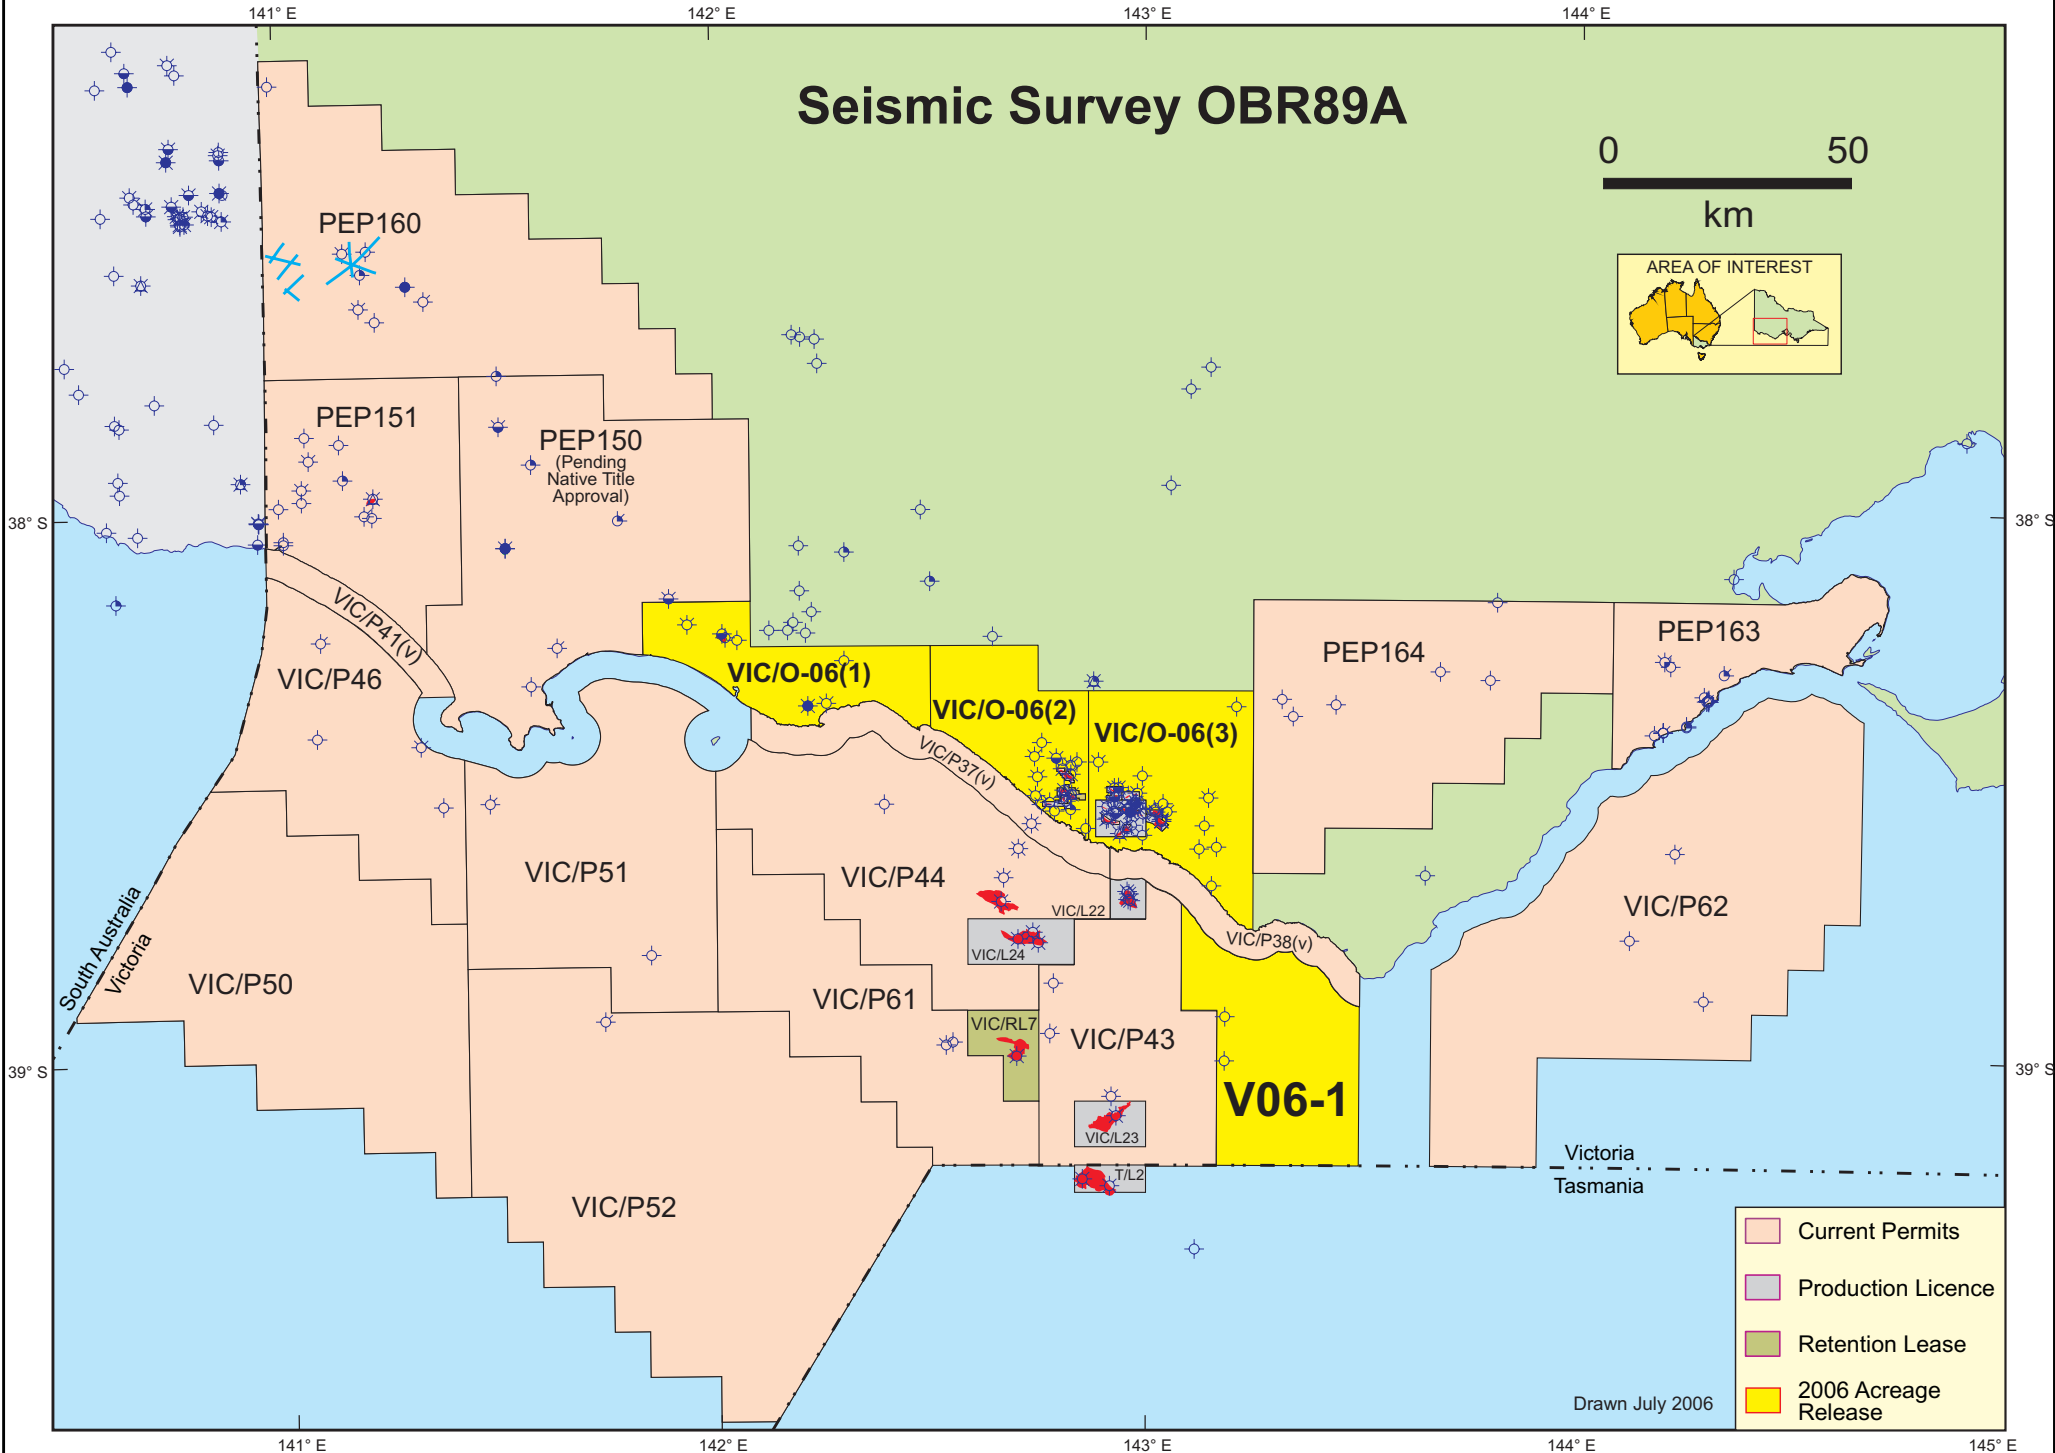 141° E
142° E
143° E
144° E
Seismic Survey OBR89A
0 50
km
AREA OF INTEREST
PEP160
PEP151
PEP150
(Pending
Native Title
Approval)
38° S
38° S
VIC/P41(v)
VIC/P46
VIC/O-06(1)
VIC/O-06(2)
VIC/O-06(3)
PEP164
PEP163
VIC/P37(v)
VIC/P51
VIC/P44
VIC/L22
VIC/P62
VIC/P38(v)
VIC/L24
South Australia
Victoria
VIC/P50
VIC/P61
VIC/RL7
VIC/P43
39° S
39° S
V06-1
VIC/L23
T/L2
Victoria
Tasmania
VIC/P52
Current Permits
Production Licence
Retention Lease
2006 Acreage
Release
Drawn July 2006
141° E
142° E
143° E
144° E
145° E